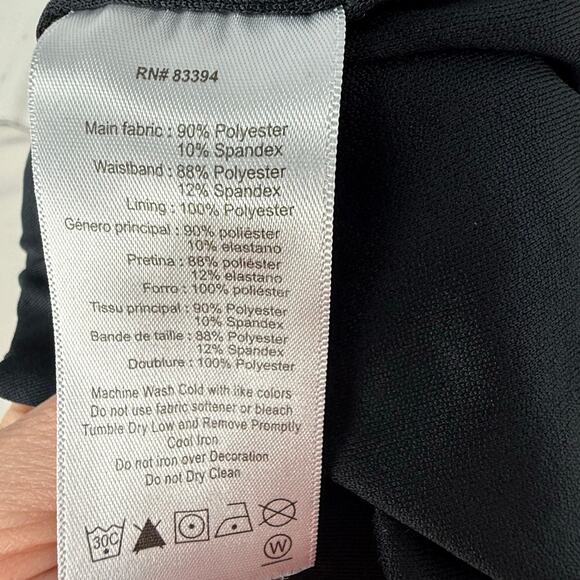 RN# 83394
Main fabric : 90% Polyester
10% Spandex
Waistband : 88% Polyester
12% Spandex
Lining : 100% Polyester
Género principal : 90% poliéster
10% elastano
Pretina : 88% poliéster
12% elastano
Forro : 100% poliéster
Tissu principal : 90% Polyester
10% Spandex
Bande de taille : 88% Polyester
12% Spandex
Doublure : 100% Polyester
Machine Wash Cold with like colors
Do not use fabric softener or bleach
Tumble Dry Low and Remove Promptly
Cool Iron
Do not iron over Decoration
Do not Dry Clean
30C
W